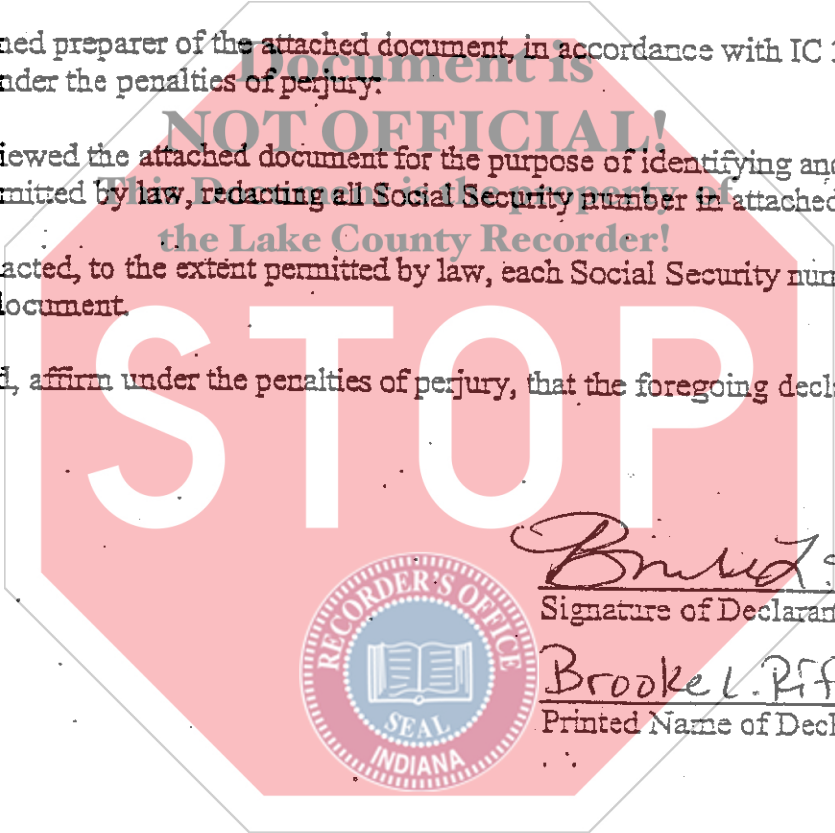 ned preparer of the attached document, in accordance with IC
Document is
nder the penalties of perjury:
NOT OFFICIAL!
iewed the attached document for the purpose of identifying and
This Document is the property of
mitted by law, redacting all Social Security number in attached
the Lake County Recorder!
acted, to the extent permitted by law, each Social Security num
ocument.
STOP
d, affirm under the penalties of perjury, that the foregoing decla
Signature of Declaran
Brooke L. Rif
Printed Name of Decl
RECORDER'S OFFICE
SEAL
INDIANA